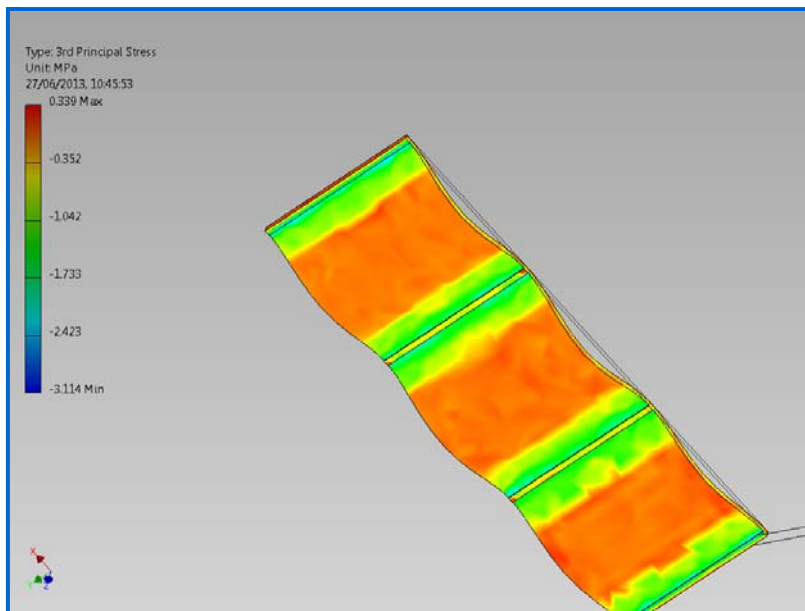 Type: 3rd Principal Stress
Unit: MPa
27/06/2013, 10:45:53
0.339 Max
-0.352
-1.042
-1.733
-2.423
-3.114 Min
X
Y
Z